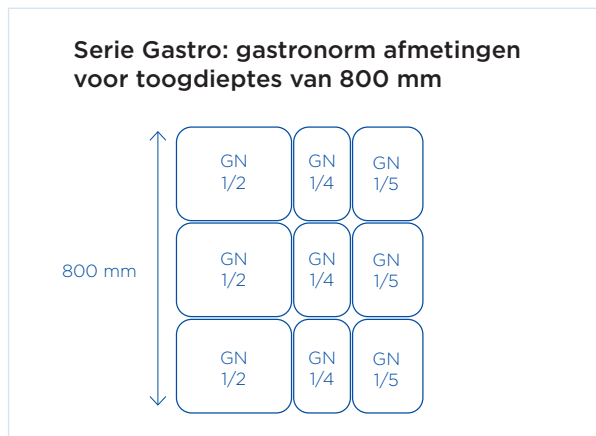 Serie Gastro: gastronorm afmetingen
voor toogdieptes van 800 mm
GN
1/2
GN
1/4
GN
1/5
800 mm
GN
1/2
GN
1/4
GN
1/5
GN
1/2
GN
1/4
GN
1/5